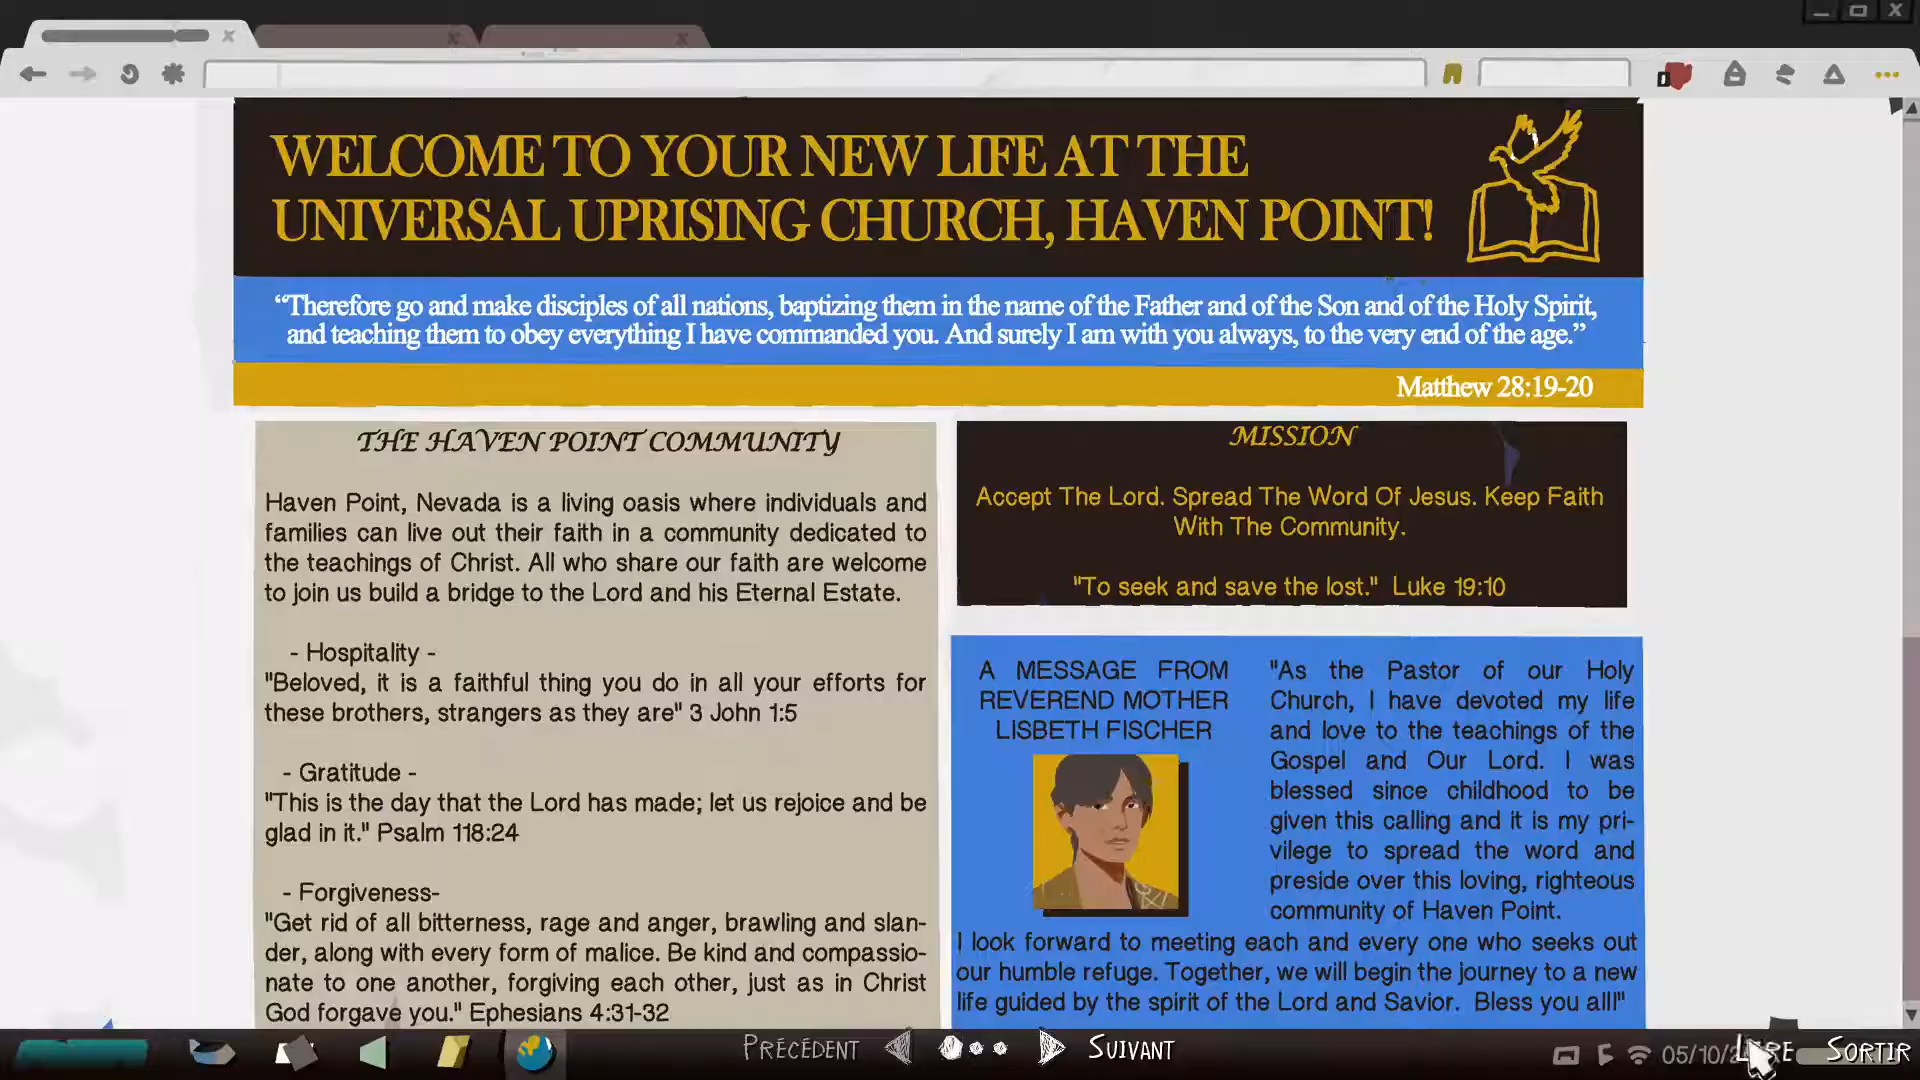 WELCOME TO YOUR NEW LIFE AT THE
UNIVERSAL UPRISING CHURCH, HAVEN POINT!
“Therefore go and make disciples of all nations, baptizing them in the name of the Father and of the Son and of the Holy Spirit,
and teaching them to obey everything I have commanded you. And surely I am with you always, to the very end of the age.”
Matthew 28:19-20
THE HAVEN POINT COMMUNITY
Haven Point, Nevada is a living oasis where individuals and
families can live out their faith in a community dedicated to
the teachings of Christ. All who share our faith are welcome
to join us build a bridge to the Lord and his Eternal Estate.
- Hospitality -
"Beloved, it is a faithful thing you do in all your efforts for
these brothers, strangers as they are" 3 John 1:5
- Gratitude -
"This is the day that the Lord has made; let us rejoice and be
glad in it." Psalm 118:24
- Forgiveness-
"Get rid of all bitterness, rage and anger, brawling and slan-
der, along with every form of malice. Be kind and compassio-
nate to one another, forgiving each other, just as in Christ
God forgave you." Ephesians 4:31-32
MISSION
Accept The Lord. Spread The Word Of Jesus. Keep Faith
With The Community.
"To seek and save the lost." Luke 19:10
A MESSAGE FROM
REVEREND MOTHER
LISBETH FISCHER
"As the Pastor of our Holy
Church, I have devoted my life
and love to the teachings of the
Gospel and Our Lord. I was
blessed since childhood to be
given this calling and it is my pri-
vilege to spread the word and
preside over this loving, righteous
community of Haven Point.
I look forward to meeting each and every one who seeks out
our humble refuge. Together, we will begin the journey to a new
life guided by the spirit of the Lord and Savior. Bless you all!"
PRÉCÉDENT
SUIVANT
05/10/2
SORTIR